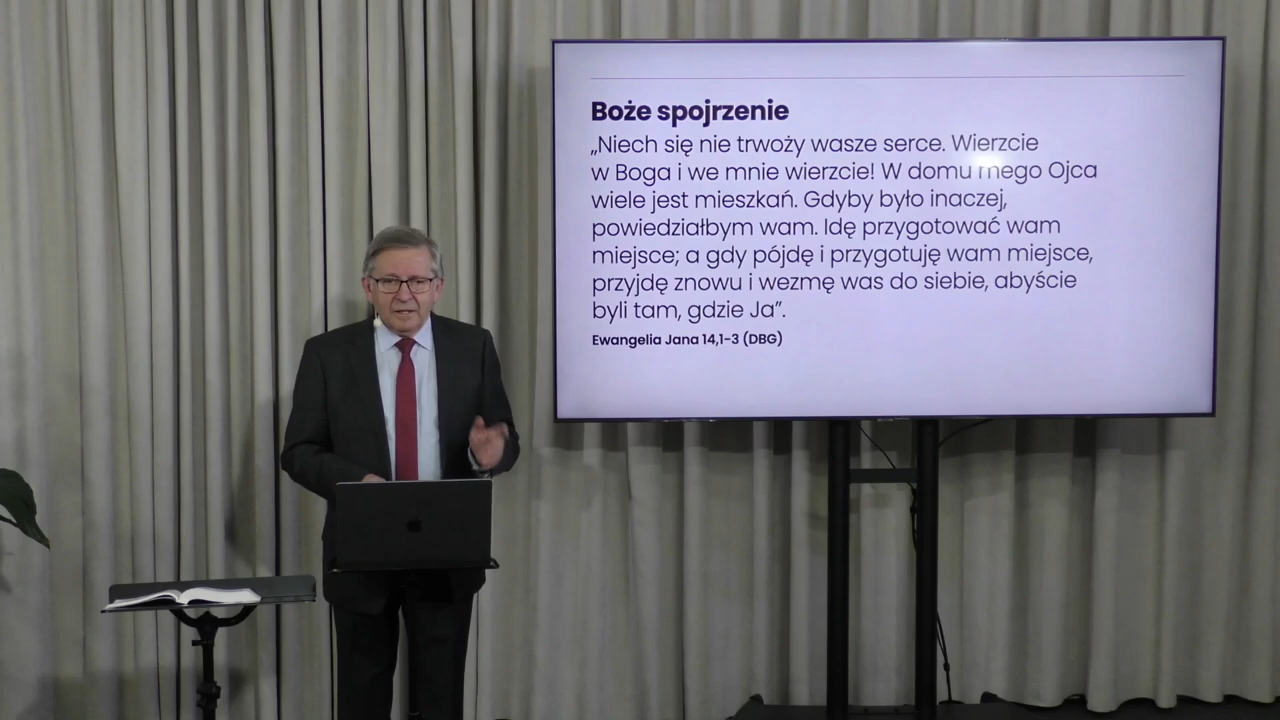 Boże spojrzenie
„Niech się nie trwoży wasze serce. Wierzcie
w Boga i we mnie wierzcie! W domu mego Ojca
wiele jest mieszkań. Gdyby było inaczej,
powiedziałbym wam. Idę przygotować wam
miejsce; a gdy pójdę i przygotuję wam miejsce,
przyjdę znowu i wezmę was do siebie, abyście
byli tam, gdzie Ja”.
Ewangelia Jana 14,1-3 (DBG)